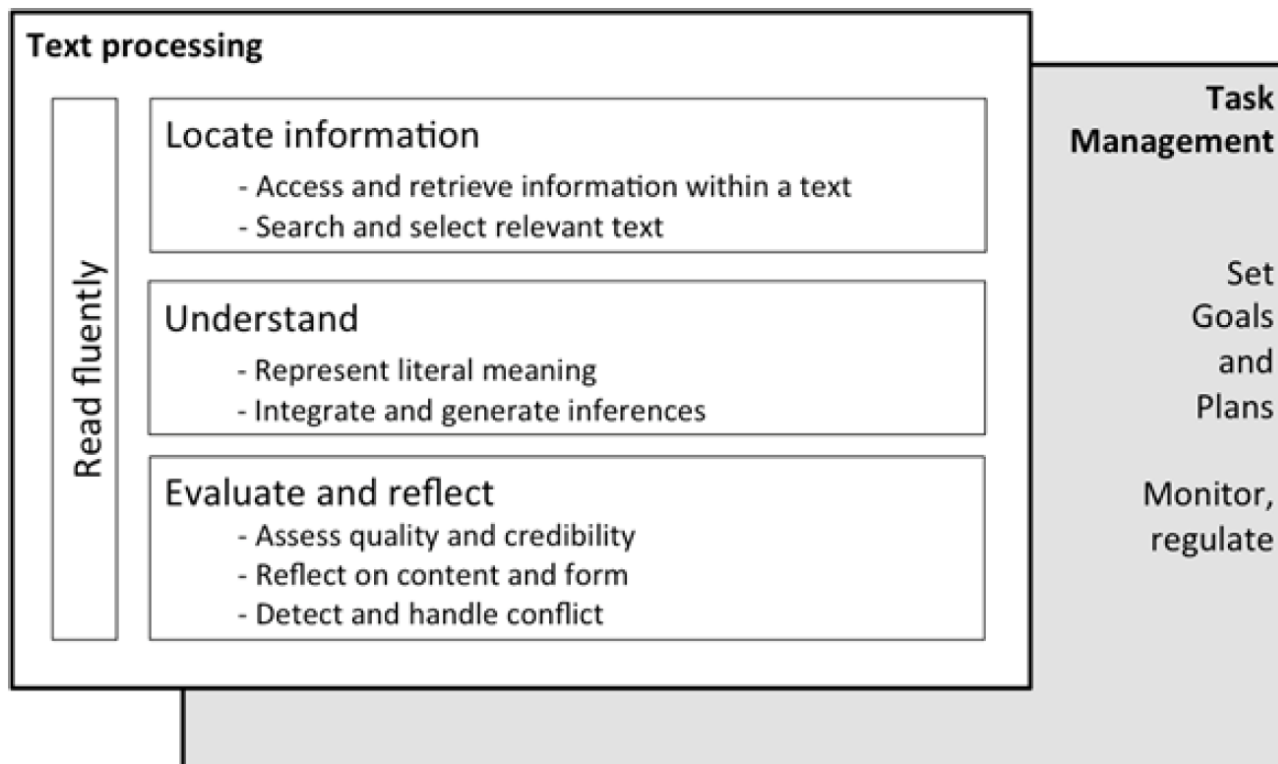 Text processing
Read fluently
Locate information
- Access and retrieve information within a text
- Search and select relevant text
Understand
- Represent literal meaning
- Integrate and generate inferences
Evaluate and reflect
- Assess quality and credibility
- Reflect on content and form
- Detect and handle conflict
Task
Management
Set
Goals
and
Plans
Monitor,
regulate